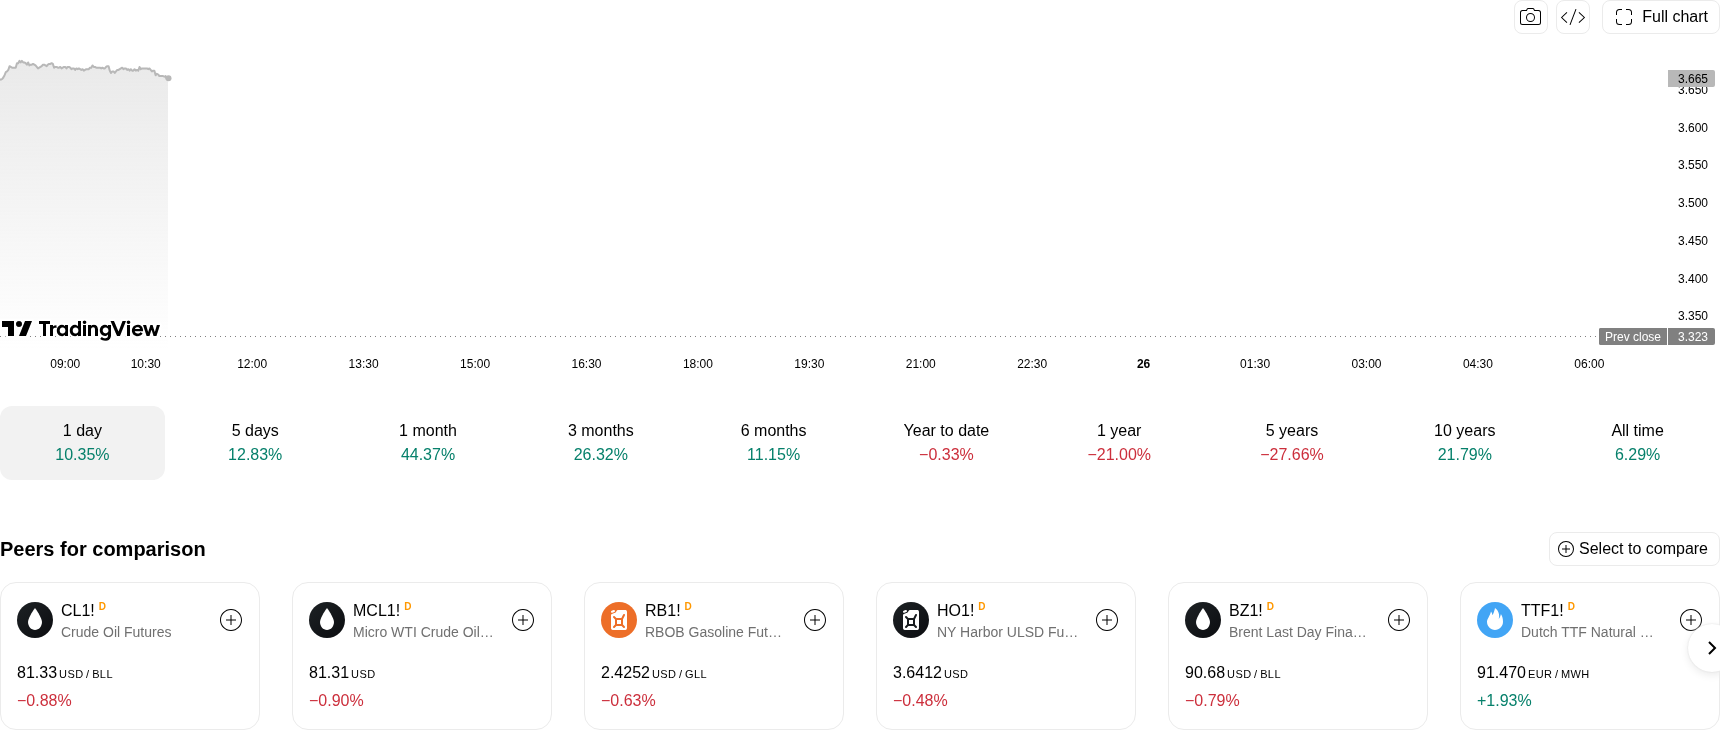 Full chart
3.665
3.650
3.600
3.550
3.500
3.450
3.400
3.350
TradingView
Prev close 3.323
09:00 10:30 12:00 13:30 15:00 16:30 18:00 19:30 21:00 22:30 26 01:30 03:00 04:30 06:00
1 day 5 days 1 month 3 months 6 months Year to date 1 year 5 years 10 years All time
10.35% 12.83% 44.37% 26.32% 11.15% −0.33% −21.00% −27.66% 21.79% 6.29%
Peers for comparison
Select to compare
CL1! D
Crude Oil Futures
81.33 USD / BLL
−0.88%
MCL1! D
Micro WTI Crude Oil…
81.31 USD
−0.90%
RB1! D
RBOB Gasoline Fut…
2.4252 USD / GLL
−0.63%
HO1! D
NY Harbor ULSD Fu…
3.6412 USD
−0.48%
BZ1! D
Brent Last Day Fina…
90.68 USD / BLL
−0.79%
TTF1! D
Dutch TTF Natural …
91.470 EUR / MWH
+1.93%